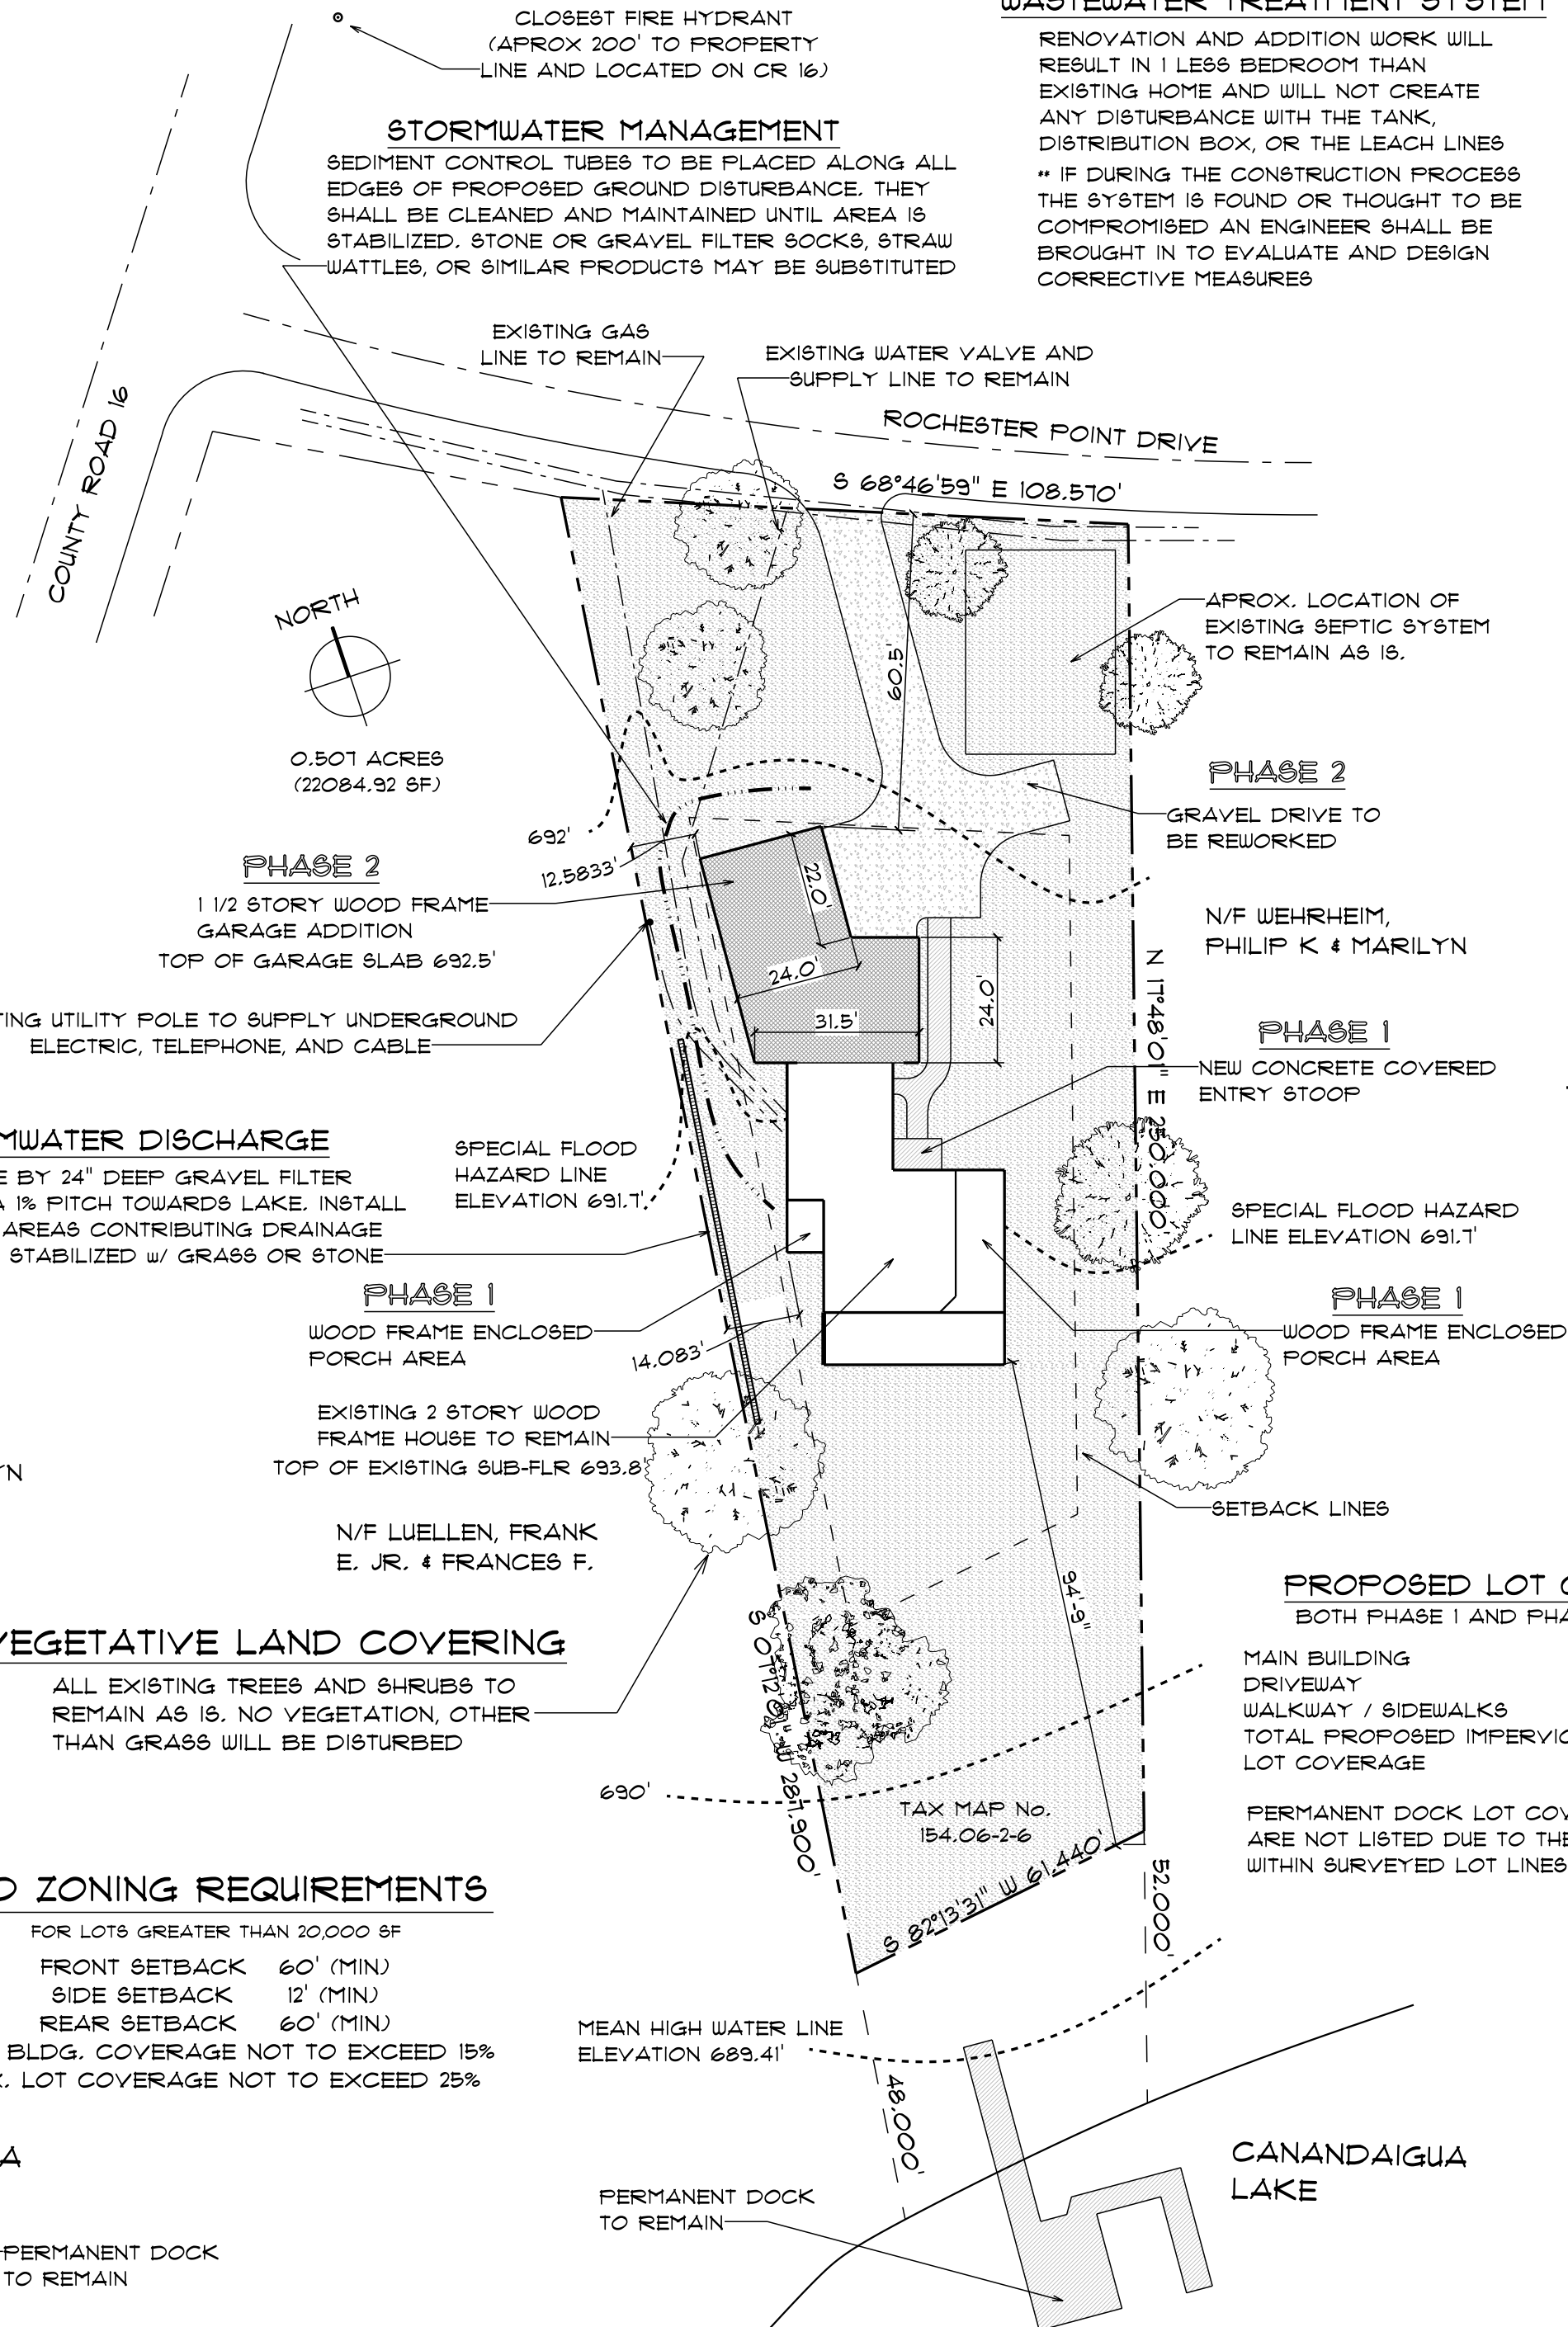 CLOSEST FIRE HYDRANT
(APROX 200' TO PROPERTY
LINE AND LOCATED ON CR 16)
WASTEWATER TREATMENT SYSTEM
RENOVATION AND ADDITION WORK WILL
RESULT IN 1 LESS BEDROOM THAN
EXISTING HOME AND WILL NOT CREATE
ANY DISTURBANCE WITH THE TANK,
DISTRIBUTION BOX, OR THE LEACH LINES
** IF DURING THE CONSTRUCTION PROCESS
THE SYSTEM IS FOUND OR THOUGHT TO BE
COMPROMISED AN ENGINEER SHALL BE
BROUGHT IN TO EVALUATE AND DESIGN
CORRECTIVE MEASURES
STORMWATER MANAGEMENT
SEDIMENT CONTROL TUBES TO BE PLACED ALONG ALL
EDGES OF PROPOSED GROUND DISTURBANCE. THEY
SHALL BE CLEANED AND MAINTAINED UNTIL AREA IS
STABILIZED. STONE OR GRAVEL FILTER SOCKS, STRAW
WATTLES, OR SIMILAR PRODUCTS MAY BE SUBSTITUTED
EXISTING GAS
LINE TO REMAIN
EXISTING WATER VALVE AND
SUPPLY LINE TO REMAIN
COUNTY ROAD 16
ROCHESTER POINT DRIVE
S 68°46'59" E 108.570'
NORTH
0.507 ACRES
(22084.92 SF)
60.5'
APROX. LOCATION OF
EXISTING SEPTIC SYSTEM
TO REMAIN AS IS.
PHASE 2
GRAVEL DRIVE TO
BE REWORKED
692'
12.5833'
PHASE 2
1 1/2 STORY WOOD FRAME
GARAGE ADDITION
TOP OF GARAGE SLAB 692.5'
22.0'
24.0'
31.5'
24.0'
N/F WEHRHEIM,
PHILIP K & MARILYN
N 17°48'01" E 250.000
TING UTILITY POLE TO SUPPLY UNDERGROUND
ELECTRIC, TELEPHONE, AND CABLE
PHASE 1
NEW CONCRETE COVERED
ENTRY STOOP
MWATER DISCHARGE
E BY 24" DEEP GRAVEL FILTER
A 1% PITCH TOWARDS LAKE. INSTALL
AREAS CONTRIBUTING DRAINAGE
STABILIZED w/ GRASS OR STONE
SPECIAL FLOOD
HAZARD LINE
ELEVATION 691.7'
SPECIAL FLOOD HAZARD
LINE ELEVATION 691.7'
PHASE 1
WOOD FRAME ENCLOSED
PORCH AREA
14.083'
PHASE 1
WOOD FRAME ENCLOSED
PORCH AREA
EXISTING 2 STORY WOOD
FRAME HOUSE TO REMAIN
TOP OF EXISTING SUB-FLR 693.8'
YN
SETBACK LINES
N/F LUELLEN, FRANK
E. JR. & FRANCES F.
94'-9"
PROPOSED LOT
BOTH PHASE 1 AND PHA
MAIN BUILDING
DRIVEWAY
WALKWAY / SIDEWALKS
TOTAL PROPOSED IMPERVIO
LOT COVERAGE
PERMANENT DOCK LOT COV
ARE NOT LISTED DUE TO THE
WITHIN SURVEYED LOT LINES
VEGETATIVE LAND COVERING
ALL EXISTING TREES AND SHRUBS TO
REMAIN AS IS. NO VEGETATION, OTHER
THAN GRASS WILL BE DISTURBED
W 287.900'
690'
TAX MAP No.
154.06-2-6
S 82°13'31" W 61.440'
52.000'
ZONING REQUIREMENTS
FOR LOTS GREATER THAN 20,000 SF
FRONT SETBACK 60' (MIN)
SIDE SETBACK 12' (MIN)
REAR SETBACK 60' (MIN)
BLDG. COVERAGE NOT TO EXCEED 15%
. LOT COVERAGE NOT TO EXCEED 25%
MEAN HIGH WATER LINE
ELEVATION 689.41'
48.000'
A
CANANDAIGUA
LAKE
PERMANENT DOCK
TO REMAIN
PERMANENT DOCK
TO REMAIN